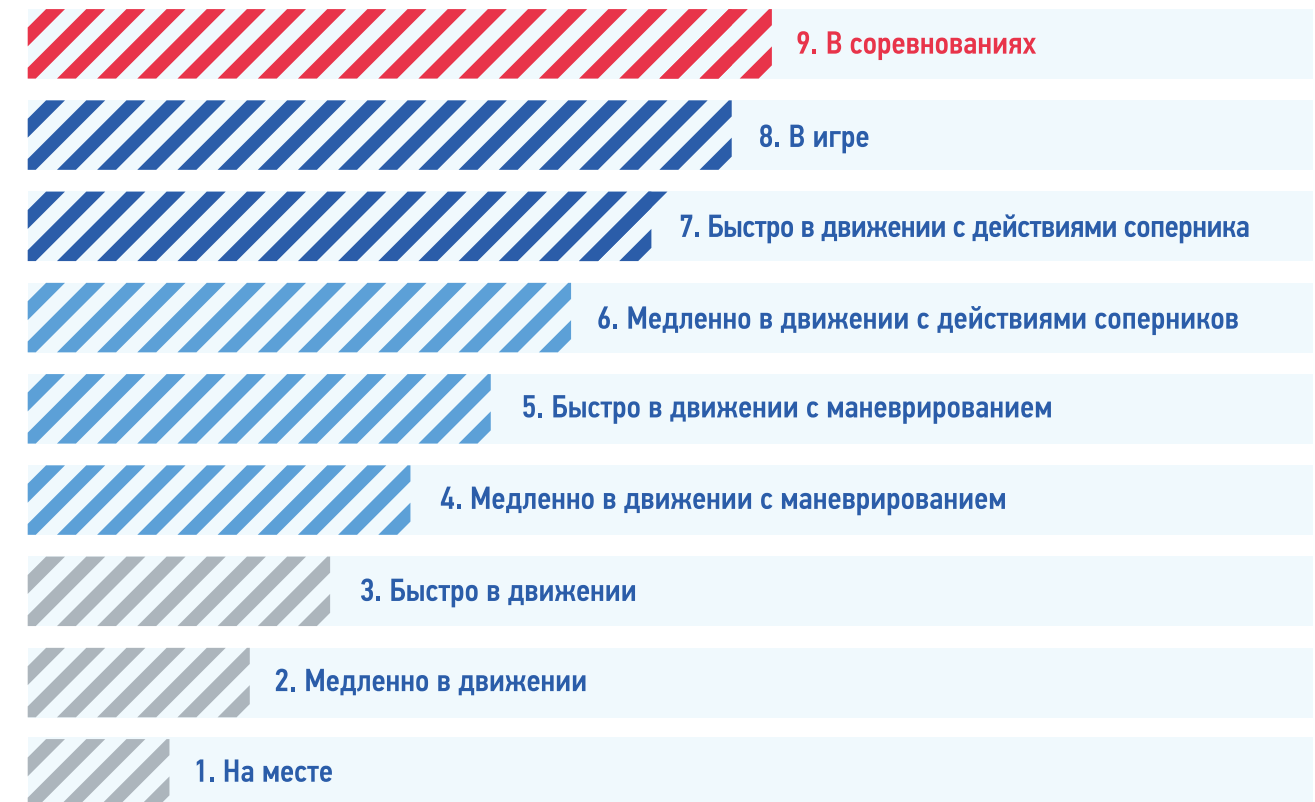 9. В соревнованиях
8. В игре
7. Быстро в движении с действиями соперника
6. Медленно в движении с действиями соперников
5. Быстро в движении с маневрированием
4. Медленно в движении с маневрированием
3. Быстро в движении
2. Медленно в движении
1. На месте